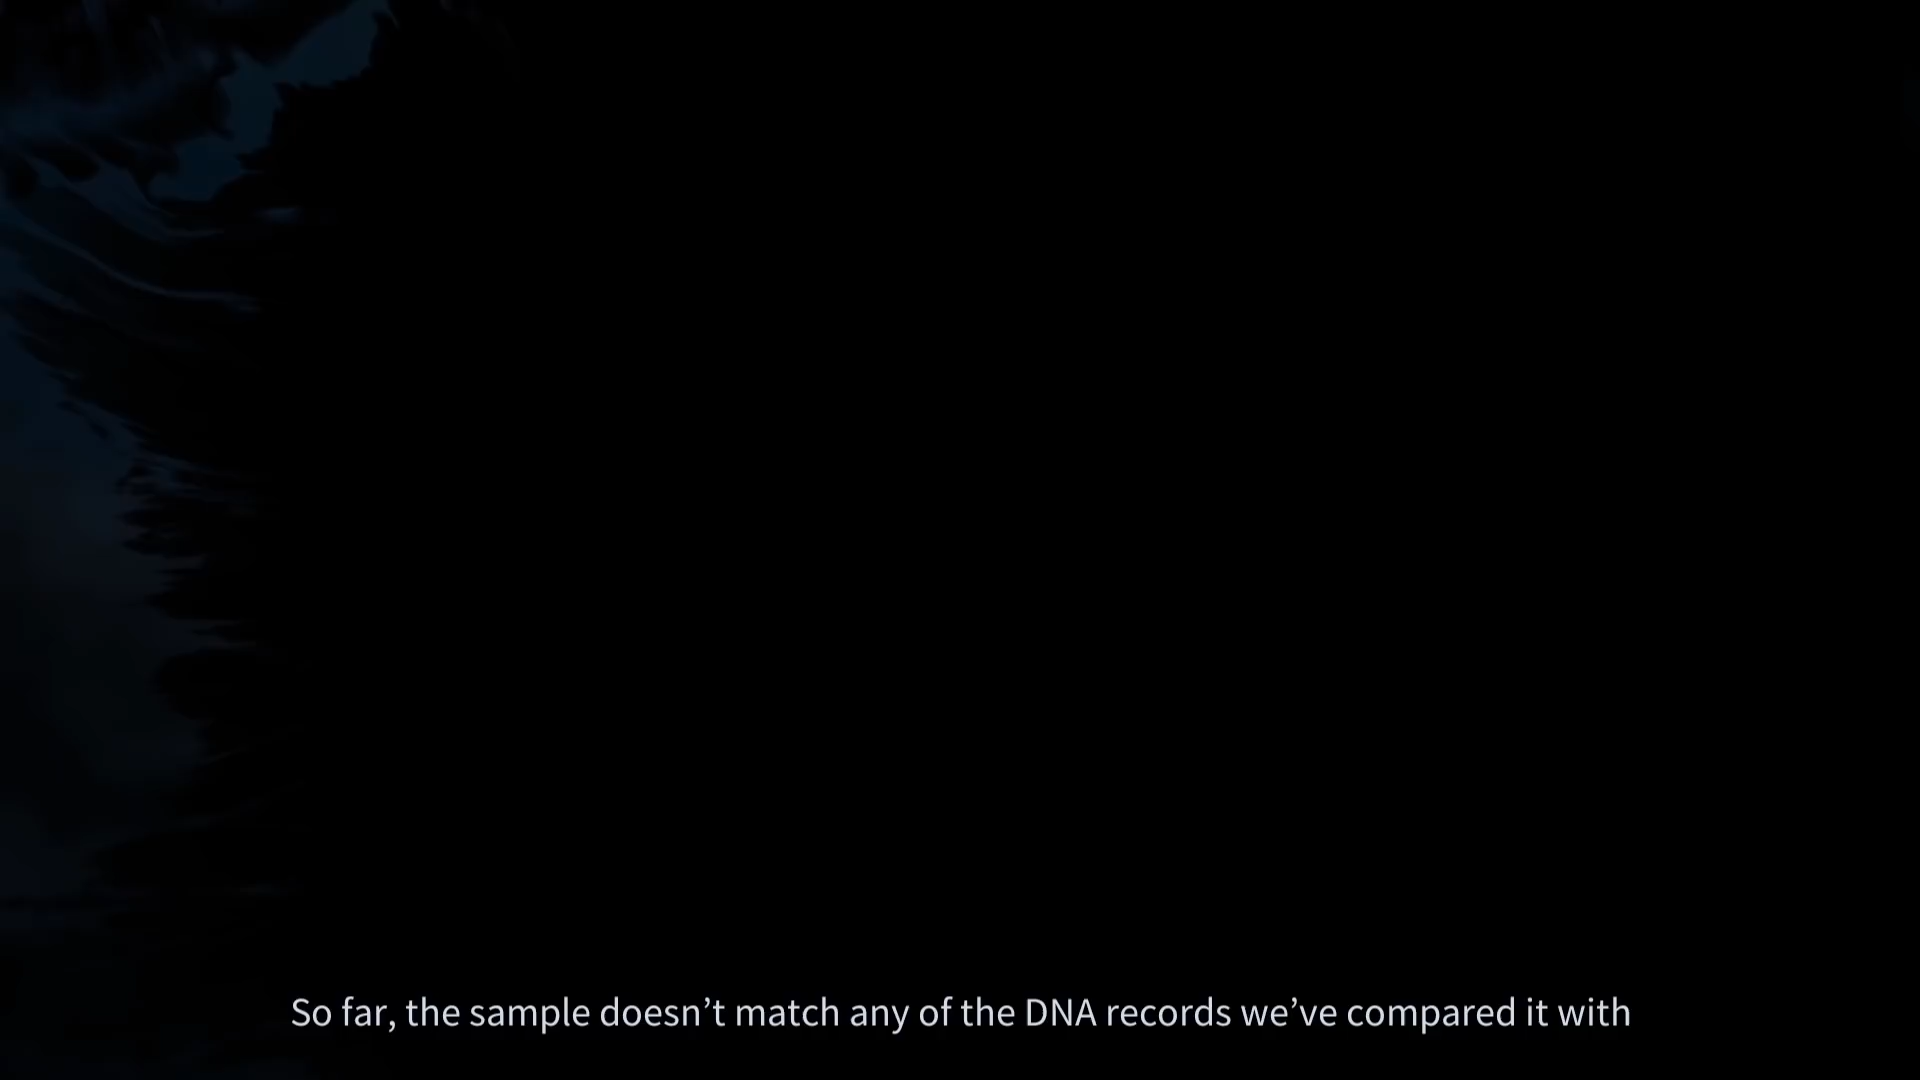 So far, the sample doesn’t match any of the DNA records we’ve compared it with